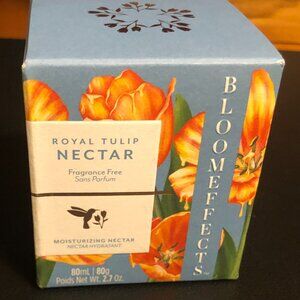 ROYAL TULIP
NECTAR
Fragrance Free
Sans Parfum
MOISTURIZING NECTAR
NECTAR HYDRATANT
80mL | 80g
Poids Net Wt. 2.7 Oz.
BLOOMEFFECTS